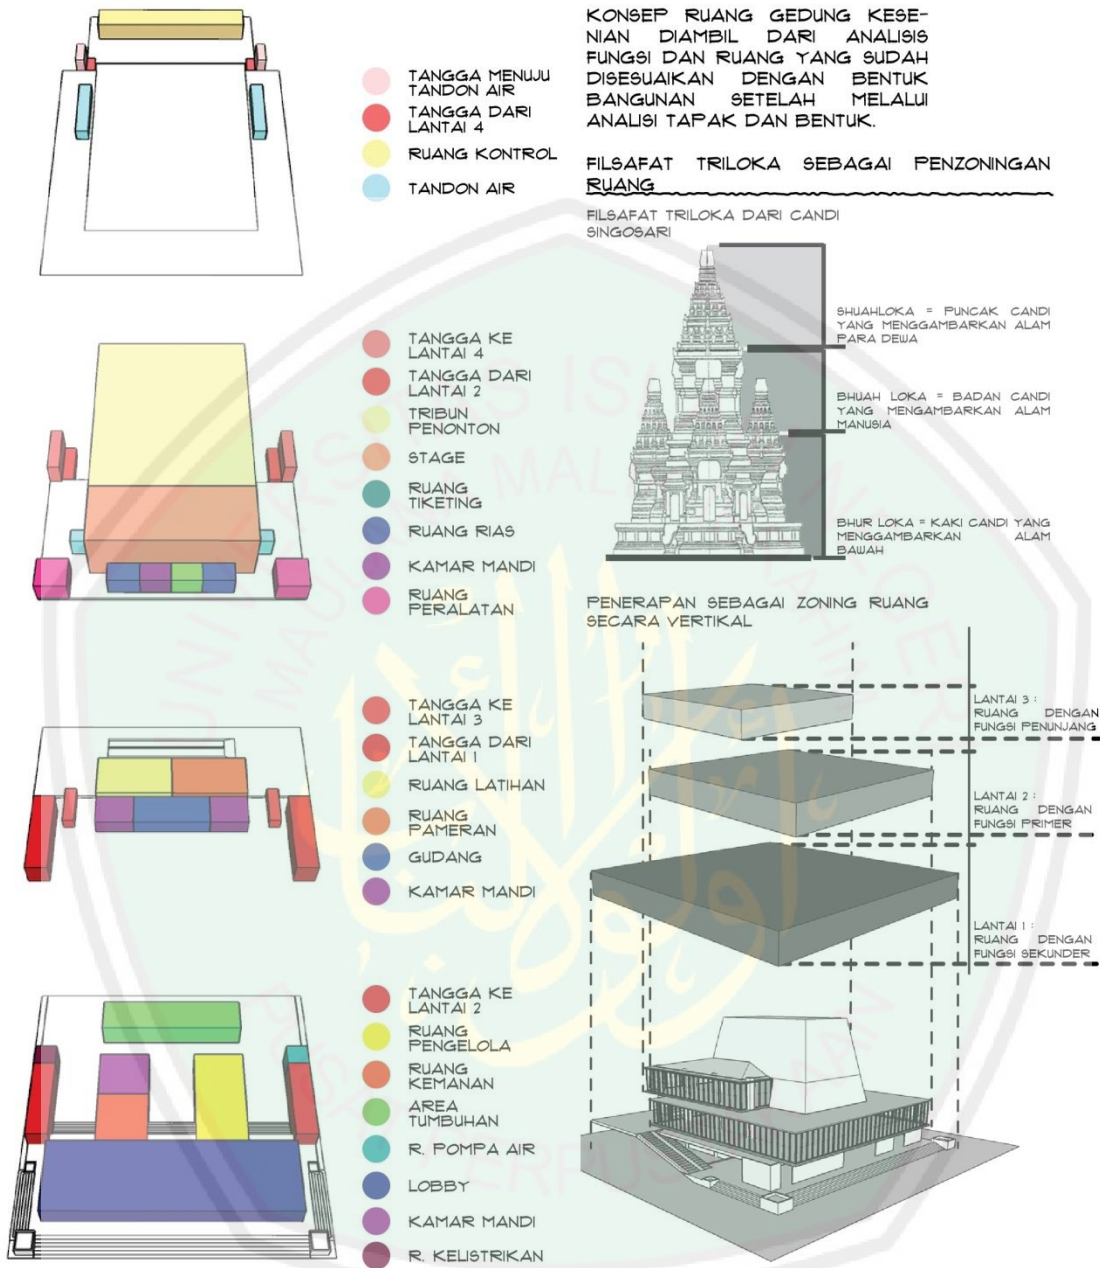 TANGGA MENUJU
TANDON AIR
TANGGA DARI
LANTAI 4
RUANG KONTROL
TANDON AIR
TANGGA KE
LANTAI 4
TANGGA DARI
LANTAI 2
TRIBUN
PENONTON
STAGE
RUANG
TIKETING
RUANG RIAS
KAMAR MANDI
RUANG
PERALATAN
TANGGA KE
LANTAI 3
TANGGA DARI
LANTAI 1
RUANG LATIHAN
RUANG
PAMERAN
GUDANG
KAMAR MANDI
TANGGA KE
LANTAI 2
RUANG
PENGELOLA
RUANG
KEMANAN
AREA
TUMBUHAN
R. POMPA AIR
LOBBY
KAMAR MANDI
R. KELISTRIKAN
KONSEP RUANG GEDUNG KESE-
NIAN DIAMBIL DARI ANALISIS
FUNGSI DAN RUANG YANG SUDAH
DISESUAIKAN DENGAN BENTUK
BANGUNAN SETELAH MELALUI
ANALISI TAPAK DAN BENTUK.
FILSAFAT TRILOKA SEBAGAI PENZONINGAN
RUANG
FILSAFAT TRILOKA DARI CANDI
SINGOSARI
SHUAHLOKA = PUNCAK CANDI
YANG MENGGAMBARKAN ALAM
PARA DEWA
BHUAH LOKA = BADAN CANDI
YANG MENGAMBARKAN ALAM
MANUSIA
BHUR LOKA = KAKI CANDI YANG
MENGGAMBARKAN ALAM
BAWAH
PENERAPAN SEBAGAI ZONING RUANG
SECARA VERTIKAL
LANTAI 3 :
RUANG DENGAN
FUNGSI PENUNJANG
LANTAI 2 :
RUANG DENGAN
FUNGSI PRIMER
LANTAI 1 :
RUANG DENGAN
FUNGSI SEKUNDER